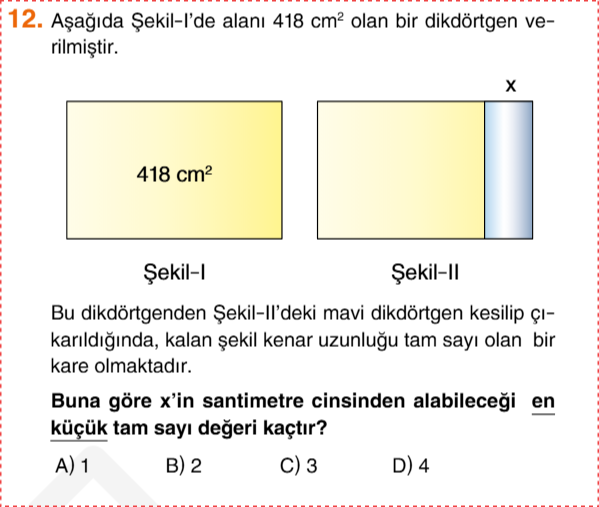 12. Aşağıda Şekil-I'de alanı 418 cm² olan bir dikdörtgen ve-
rilmiştir.
x
418 cm²
Şekil-I Şekil-II
Bu dikdörtgenden Şekil-II'deki mavi dikdörtgen kesilip çı-
karıldığında, kalan şekil kenar uzunluğu tam sayı olan bir
kare olmaktadır.
Buna göre x'in santimetre cinsinden alabileceği en
küçük tam sayı değeri kaçtır?
A) 1 B) 2 C) 3 D) 4